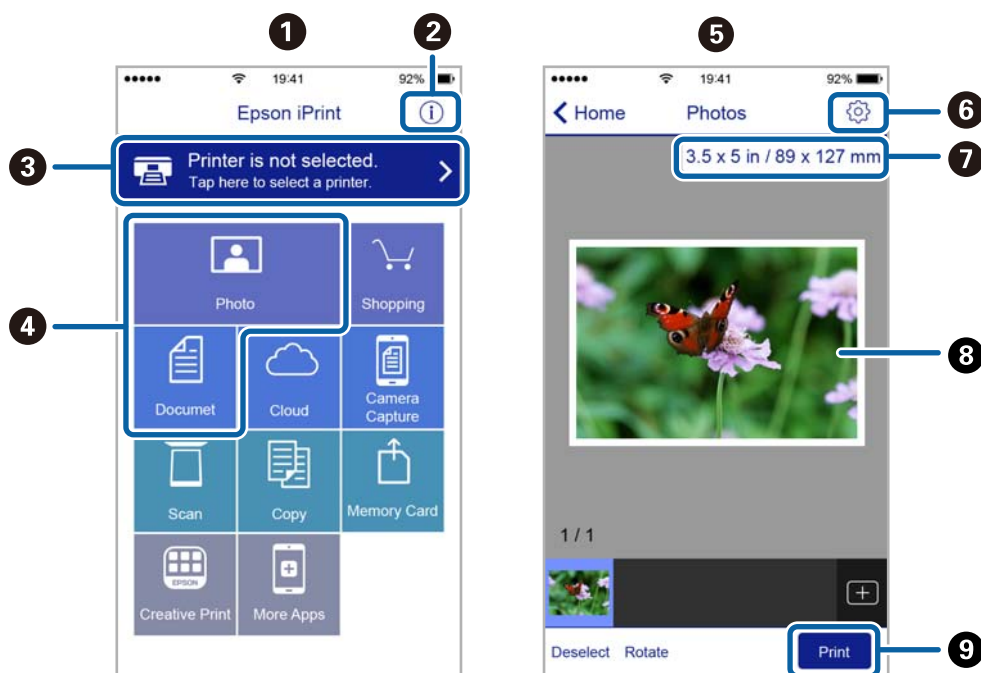 1
2
19:41
92%
Epson iPrint
i
3
Printer is not selected.
Tap here to select a printer.
4
Photo
Shopping
Documet
Cloud
Camera
Capture
Scan
Copy
Memory Card
EPSON
Creative Print
More Apps
5
19:41
92%
Home
Photos
6
3.5 x 5 in / 89 x 127 mm
7
8
1 / 1
Deselect
Rotate
Print
9